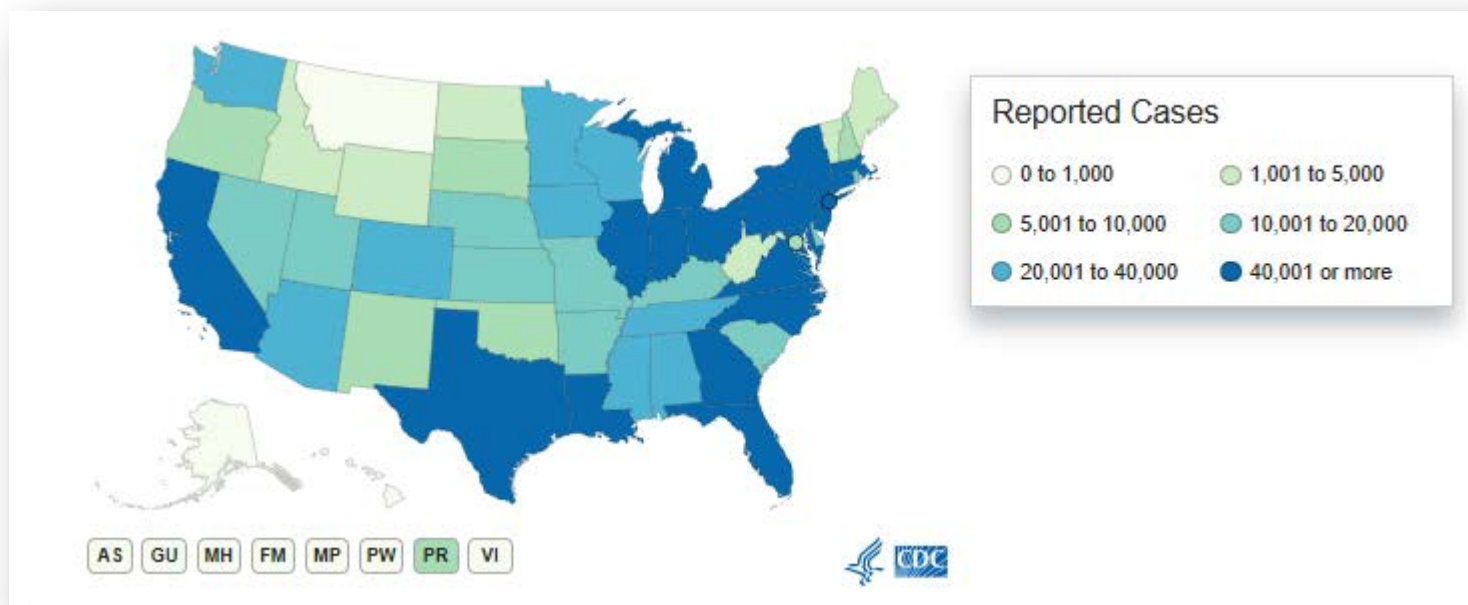 Reported Cases
0 to 1,000
1,001 to 5,000
5,001 to 10,000
10,001 to 20,000
20,001 to 40,000
40,001 or more
AS GU MH FM MP PW PR VI
CDC